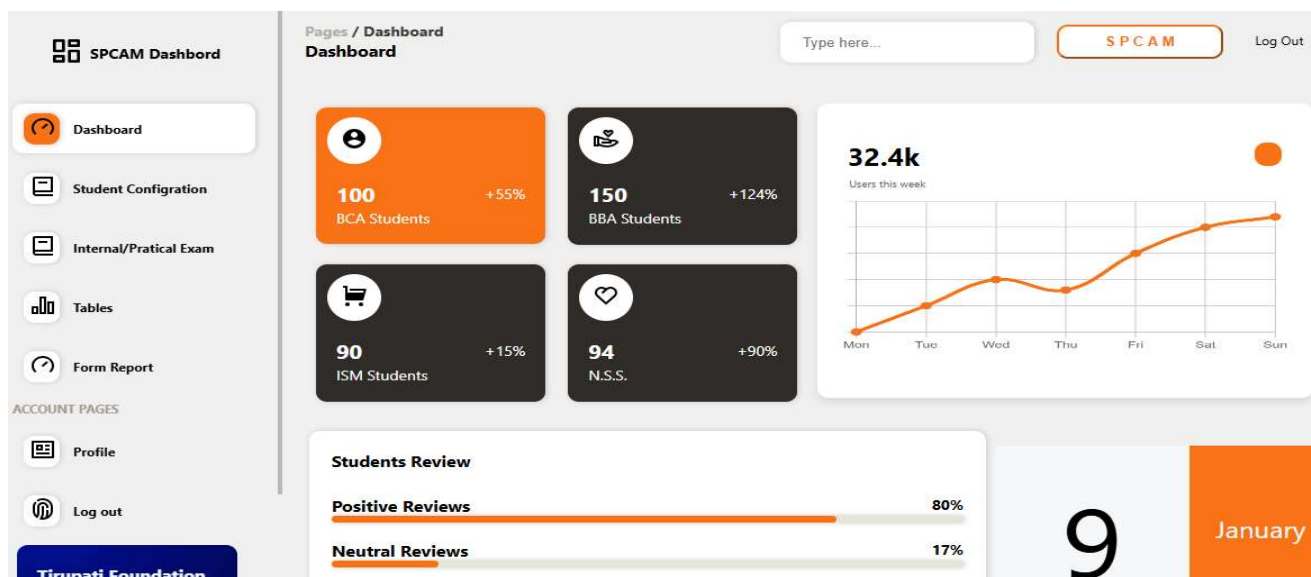 SPCAM Dashbord
Dashboard
Student Configration
Internal/Pratical Exam
Tables
Form Report
ACCOUNT PAGES
Profile
Log out
Tirupati Foundation
Pages / Dashboard
Dashboard
Type here...
SPCAM
Log Out
100 +55%
BCA Students
150 +124%
BBA Students
90 +15%
ISM Students
94 +90%
N.S.S.
32.4k
Users this week
Mon Tue Wed Thu Fri Sat Sun
Students Review
Positive Reviews 80%
Neutral Reviews 17%
9
January